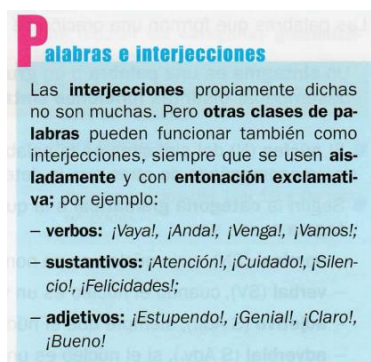 Palabras e interjecciones
Las interjecciones propiamente dichas
no son muchas. Pero otras clases de pa-
labras pueden funcionar también como
interjecciones, siempre que se usen ais-
ladamente y con entonación exclamati-
va; por ejemplo:
– verbos: ¡Vaya!, ¡Anda!, ¡Venga!, ¡Vamos!;
– sustantivos: ¡Atención!, ¡Cuidado!, ¡Silen-
cio!, ¡Felicidades!;
– adjetivos: ¡Estupendo!, ¡Genial!, ¡Claro!,
¡Bueno!